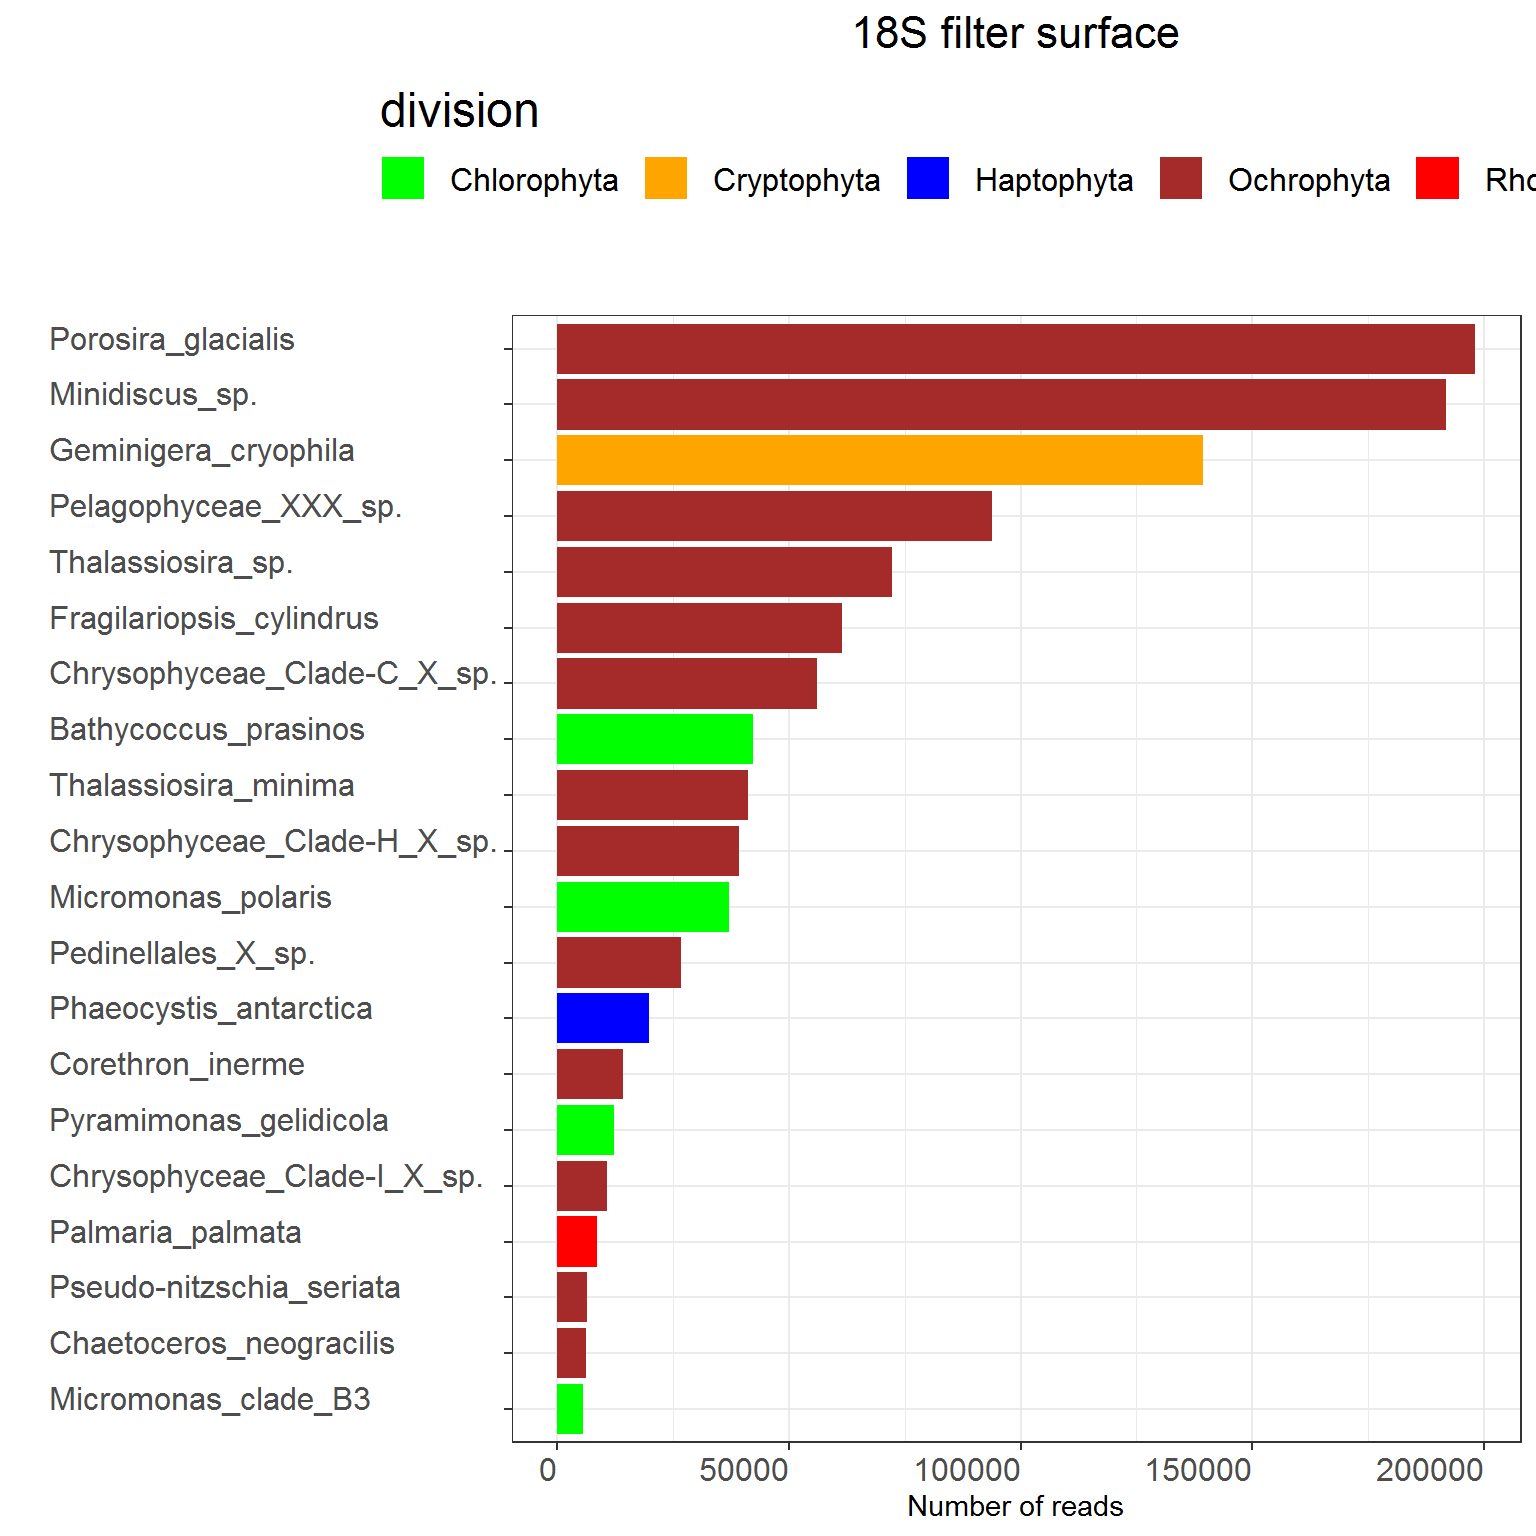 18S filter surface
division
Chlorophyta Cryptophyta Haptophyta Ochrophyta
Porosira_glacialis
Minidiscus_sp.
Geminigera_cryophila
Pelagophyceae_XXX_sp.
Thalassiosira_sp.
Fragilariopsis_cylindrus
Chrysophyceae_Clade-C_X_sp.
Bathycoccus_prasinos
Thalassiosira_minima
Chrysophyceae_Clade-H_X_sp.
Micromonas_polaris
Pedinellales_X_sp.
Phaeocystis_antarctica
Corethron_inerme
Pyramimonas_gelidicola
Chrysophyceae_Clade-I_X_sp.
Palmaria_palmata
Pseudo-nitzschia_seriata
Chaetoceros_neogracilis
Micromonas_clade_B3
0 50000 100000 150000 200000
Number of reads